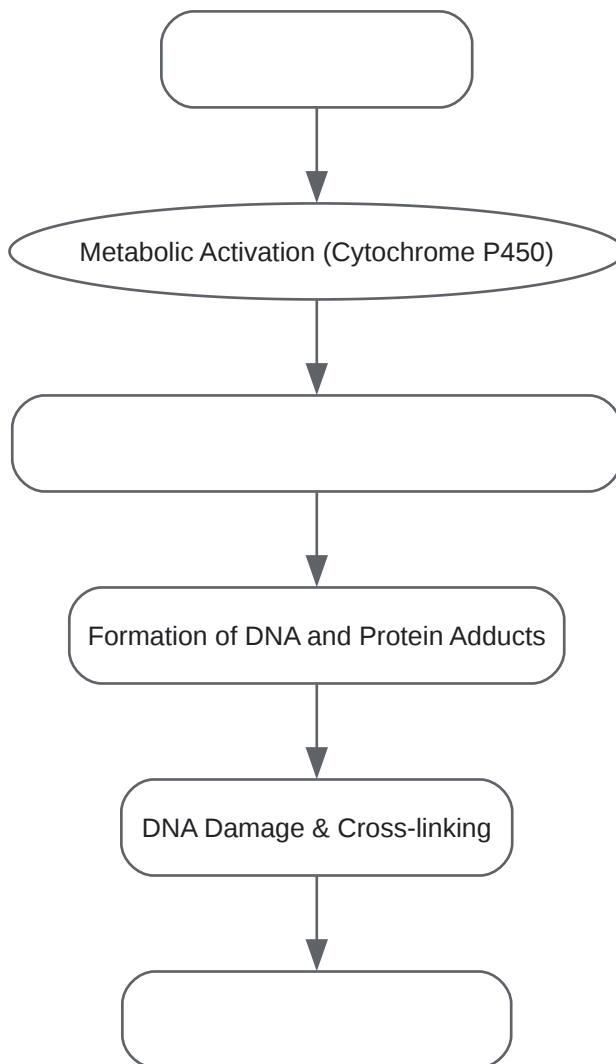 Metabolic Activation (Cytochrome P450)
Formation of DNA and Protein Adducts
DNA Damage & Cross-linking